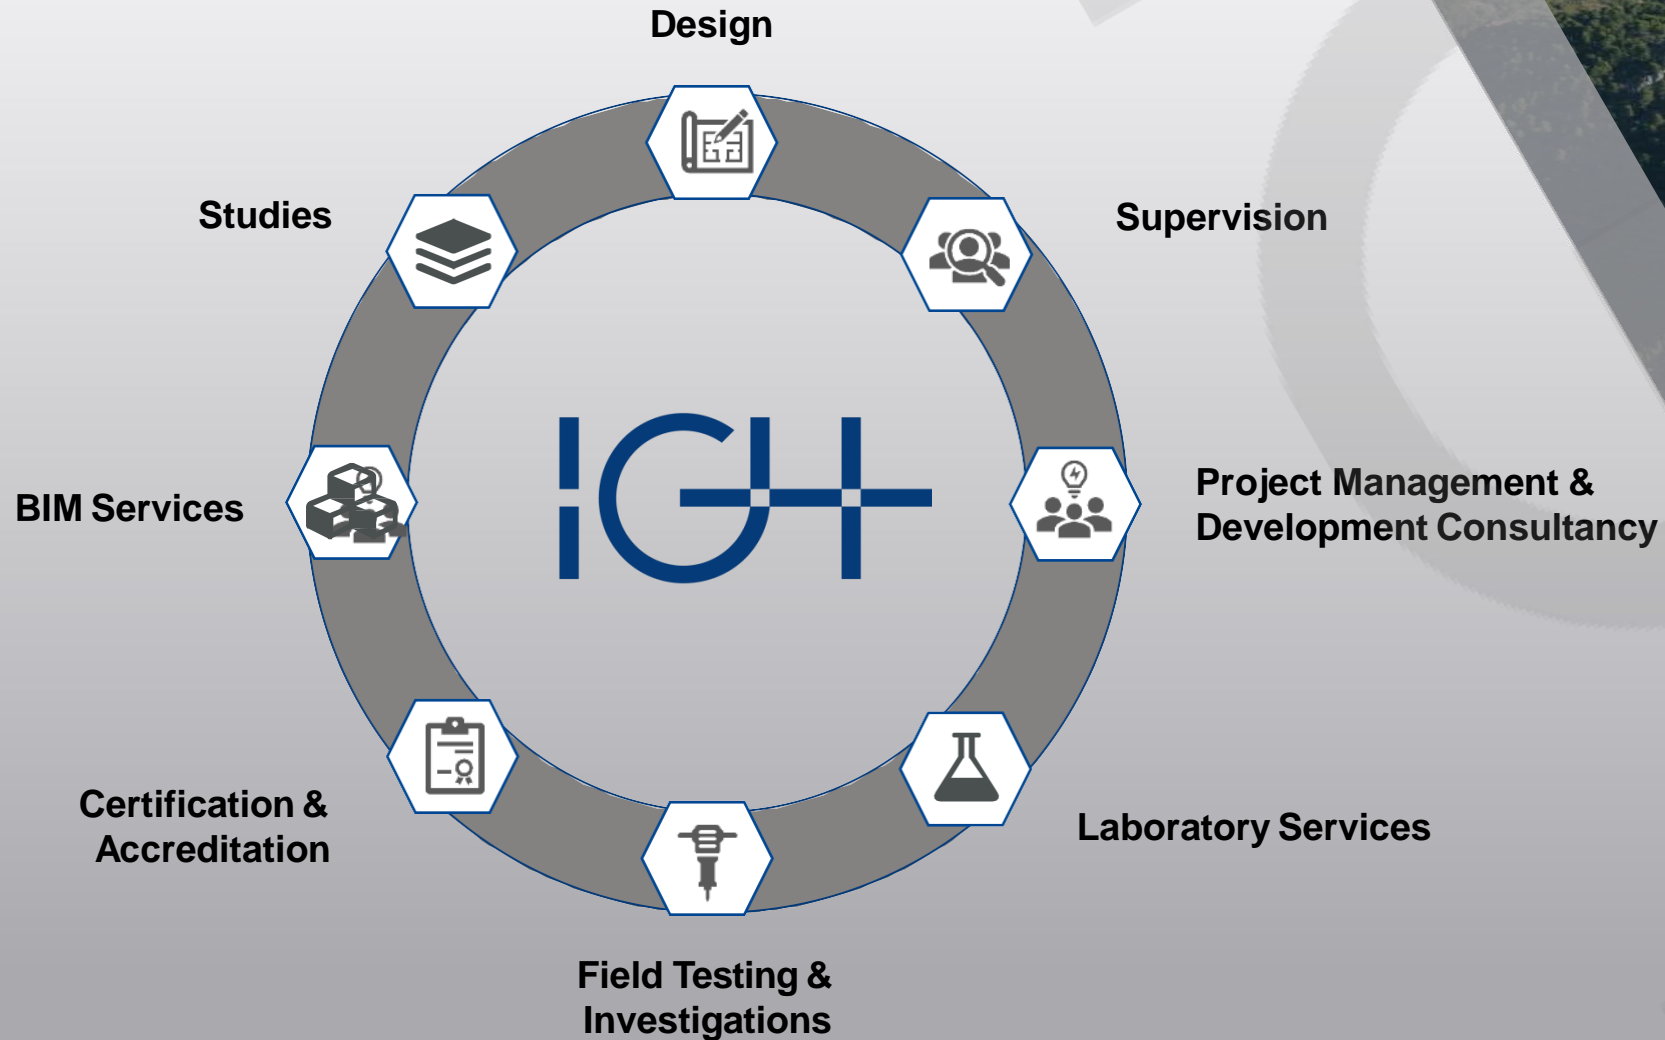 Design
Studies
Supervision
IGH
BIM Services
Project Management &
Development Consultancy
Certification &
Accreditation
Laboratory Services
Field Testing &
Investigations